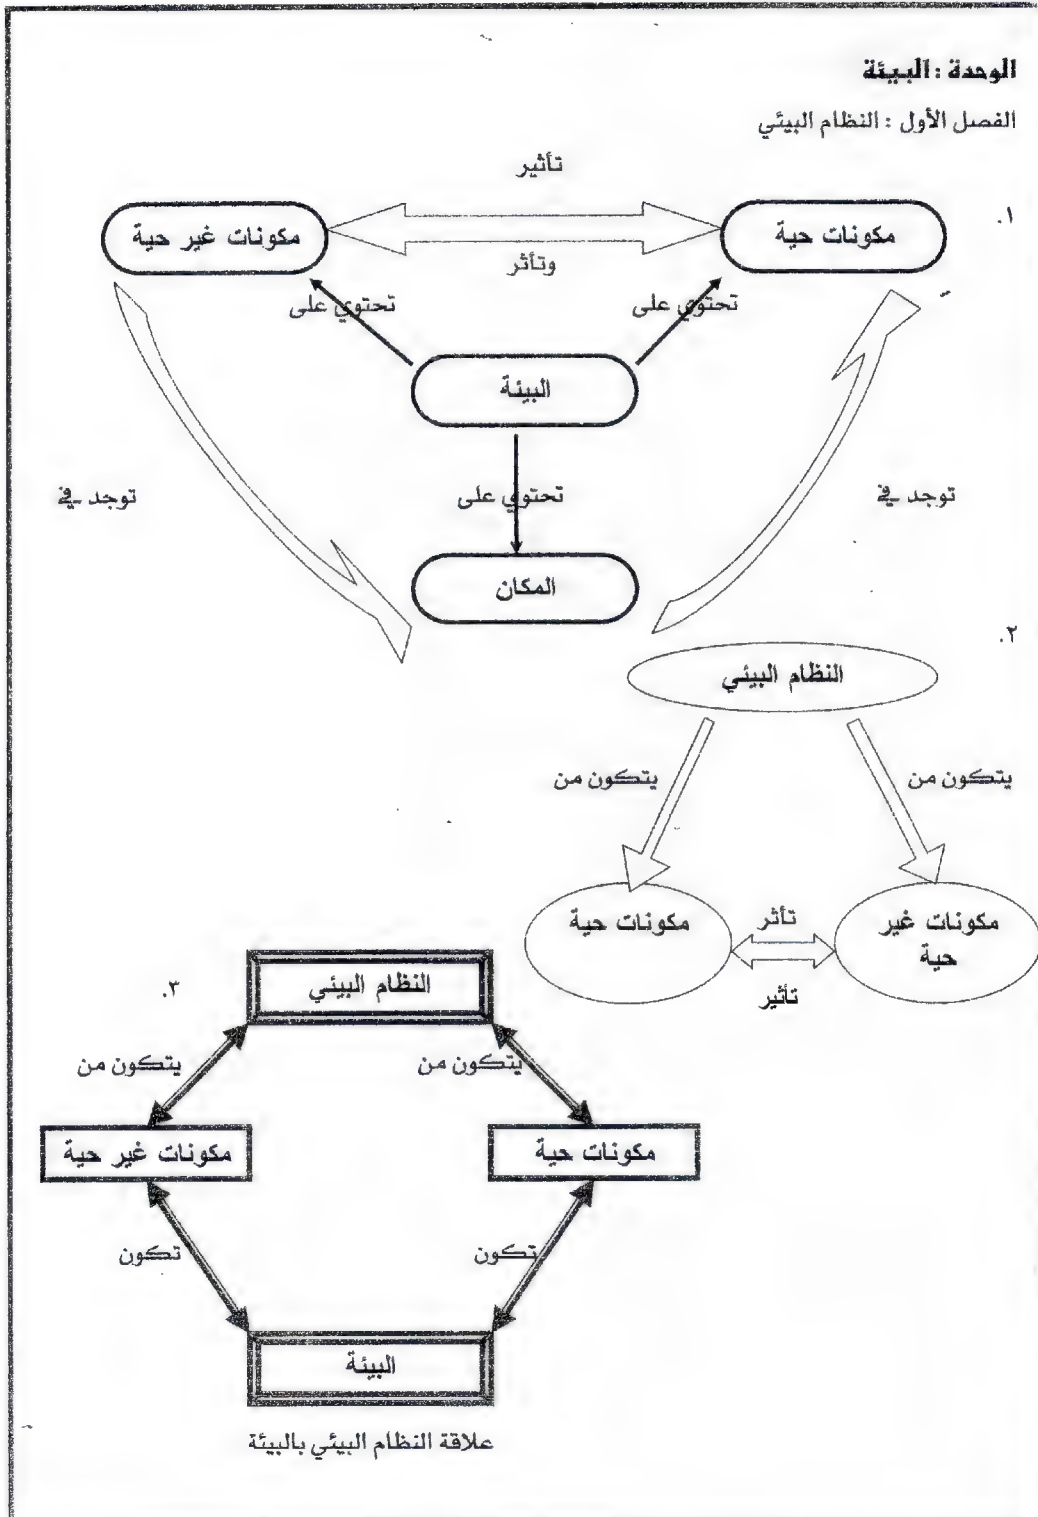 الوحدة : البيئة
الفصل الأول : النظام البيئي
١.
تأثير
مكونات حية
مكونات غير حية
وتأثر
تحتوي على
تحتوي على
البيئة
توجد في
تحتوي على
توجد في
المكان
٢.
النظام البيئي
يتكون من
يتكون من
مكونات غير
حية
تأثر
مكونات حية
تأثير
٣.
النظام البيئي
يتكون من
يتكون من
مكونات حية
مكونات غير حية
تكون
تكون
البيئة
علاقة النظام البيئي بالبيئة